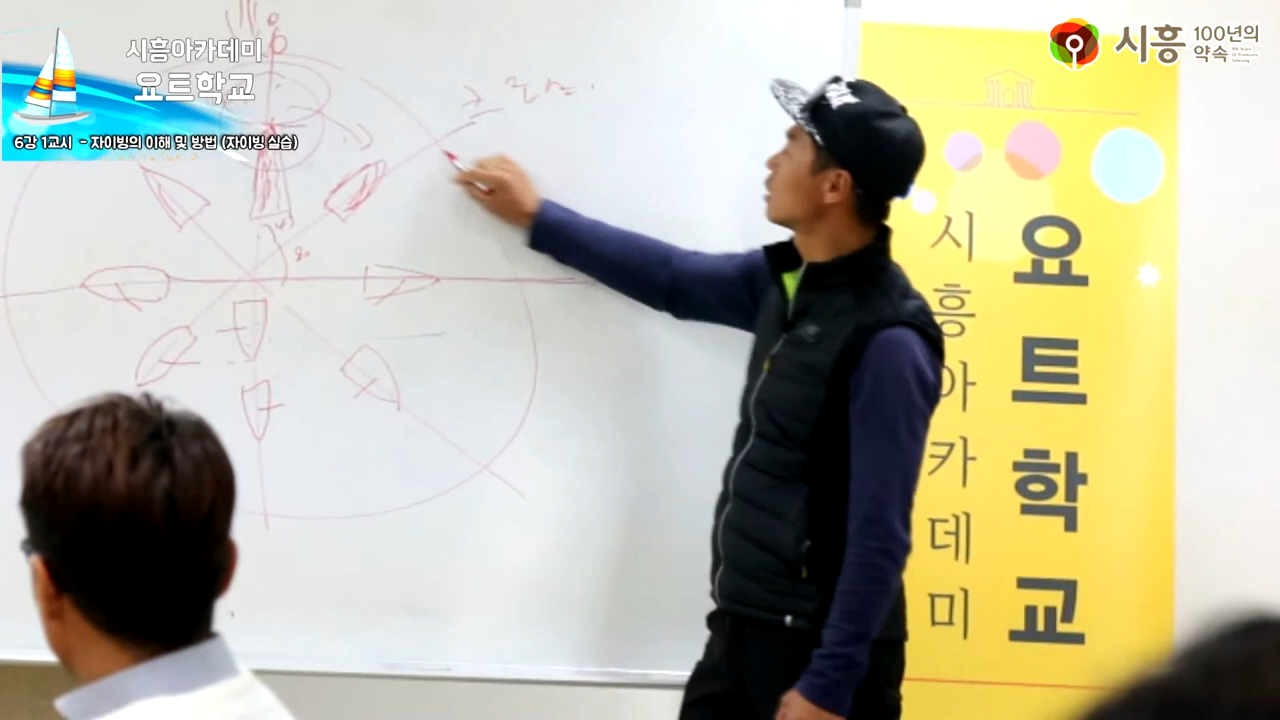 시흥아카데미
요트학교
6강 1교시 - 자이빙의 이해 및 방법 (자이빙 실습)
시흥
100년의
약속
요트학교
시흥아카데미